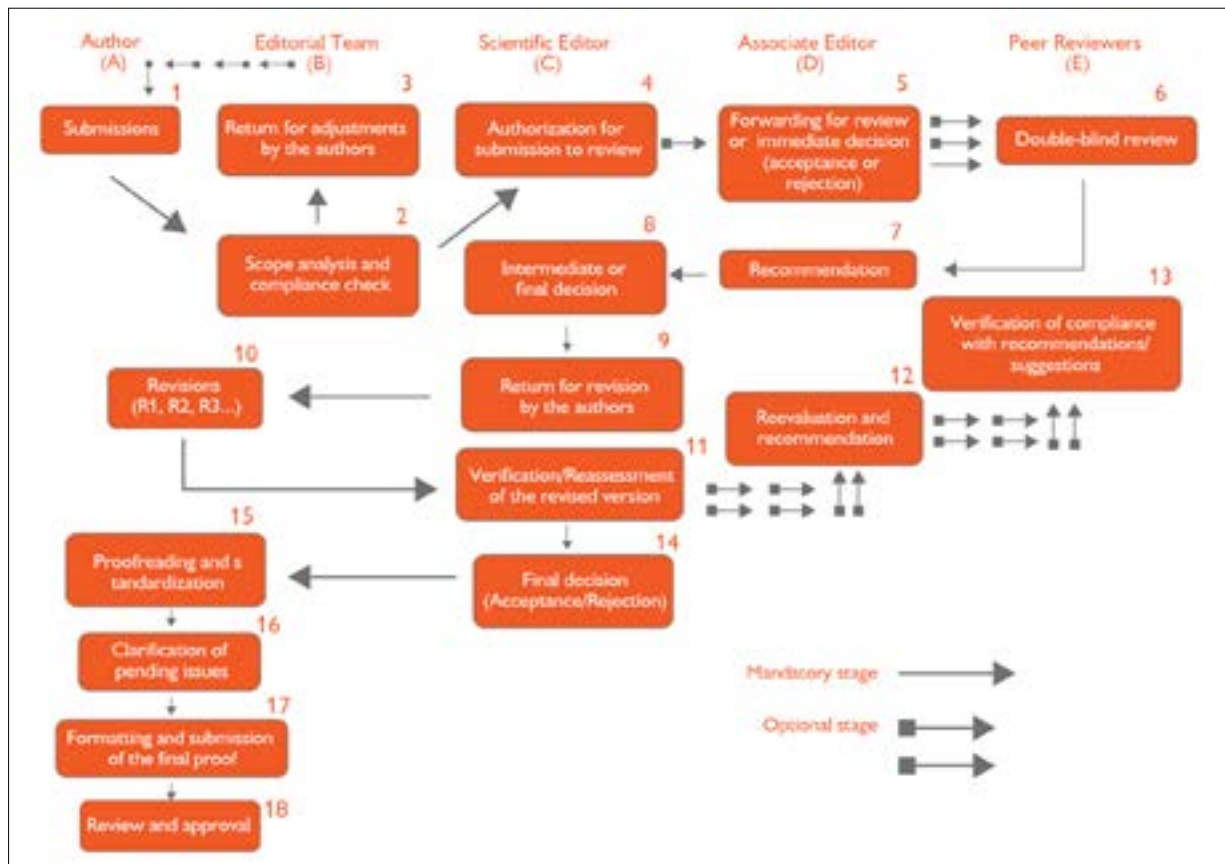 Author
(A)
Editorial Team
(B)
Scientific Editor
(C)
Associate Editor
(D)
Peer Reviewers
(E)
1
Submissions
3
Return for adjustments
by the authors
4
Authorization for
submission to review
5
Forwarding for review
or immediate decision
(acceptance or
rejection)
6
Double-blind review
2
Scope analysis and
compliance check
8
Intermediate or
final decision
7
Recommendation
13
Verification of compliance
with recommendations/
suggestions
10
Revisions
(R1, R2, R3...)
9
Return for revision
by the authors
12
Reevaluation and
recommendation
11
Verification/Reassessment
of the revised version
15
Proofreading and s
tandardization
14
Final decision
(Acceptance/Rejection)
16
Clarification of
pending issues
17
Formatting and submission
of the final proof
18
Review and approval
Mandatory stage
Optional stage